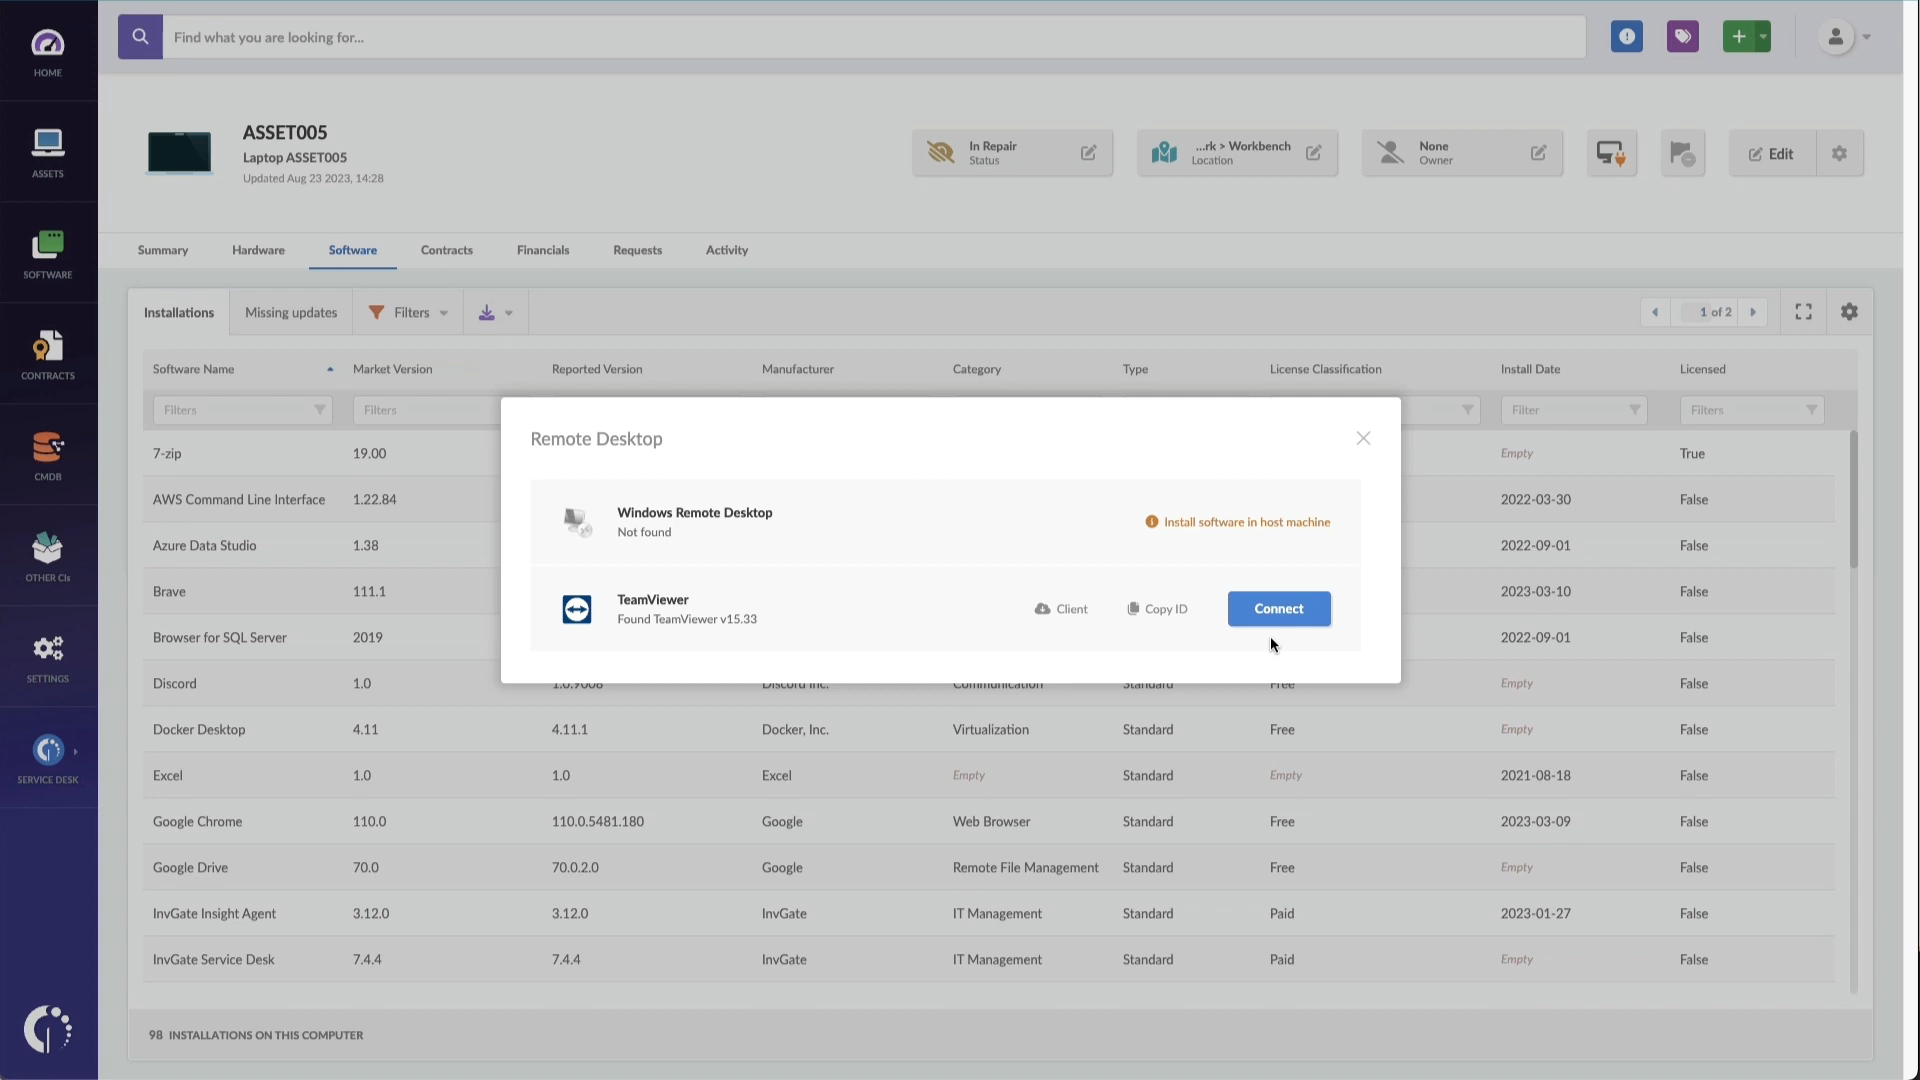 HOME
ASSETS
SOFTWARE
CONTRACTS
CMDB
OTHER CIs
SETTINGS
SERVICE DESK
Find what you are looking for...
ASSET005
Laptop ASSET005
Updated Aug 23 2023, 14:28
In Repair
Status
...rk > Workbench
Location
None
Owner
Edit
Summary Hardware Software Contracts Financials Requests Activity
Installations Missing updates Filters 1 of 2
Software Name Market Version Reported Version Manufacturer Category Type License Classification Install Date Licensed
Filters Filters Filter Filters
7-zip 19.00 Empty True
AWS Command Line Interface 1.22.84 2022-03-30 False
Azure Data Studio 1.38 2022-09-01 False
Brave 111.1 2023-03-10 False
Browser for SQL Server 2019 2022-09-01 False
Remote Desktop
Windows Remote Desktop
Not found
Install software in host machine
TeamViewer
Found TeamViewer v15.33
Client Copy ID Connect
Discord 1.0 1.0.9006 Discord Inc. Communication Standard Free Empty False
Docker Desktop 4.11 4.11.1 Docker, Inc. Virtualization Standard Free Empty False
Excel 1.0 1.0 Excel Empty Standard Empty 2021-08-18 False
Google Chrome 110.0 110.0.5481.180 Google Web Browser Standard Free 2023-03-09 False
Google Drive 70.0 70.0.2.0 Google Remote File Management Standard Free Empty False
InvGate Insight Agent 3.12.0 3.12.0 InvGate IT Management Standard Paid 2023-01-27 False
InvGate Service Desk 7.4.4 7.4.4 InvGate IT Management Standard Paid Empty False
98 INSTALLATIONS ON THIS COMPUTER